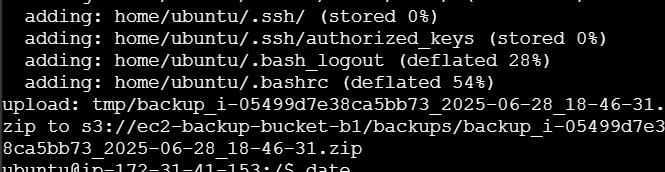 adding: home/ubuntu/.ssh/ (stored 0%)
adding: home/ubuntu/.ssh/authorized_keys (stored 0%)
adding: home/ubuntu/.bash_logout (deflated 28%)
adding: home/ubuntu/.bashrc (deflated 54%)
upload: tmp/backup_i-05499d7e38ca5bb73_2025-06-28_18-46-31.
zip to s3://ec2-backup-bucket-b1/backups/backup_i-05499d7e3
8ca5bb73_2025-06-28_18-46-31.zip
ubuntu@ip-172-31-41-153:/$ date